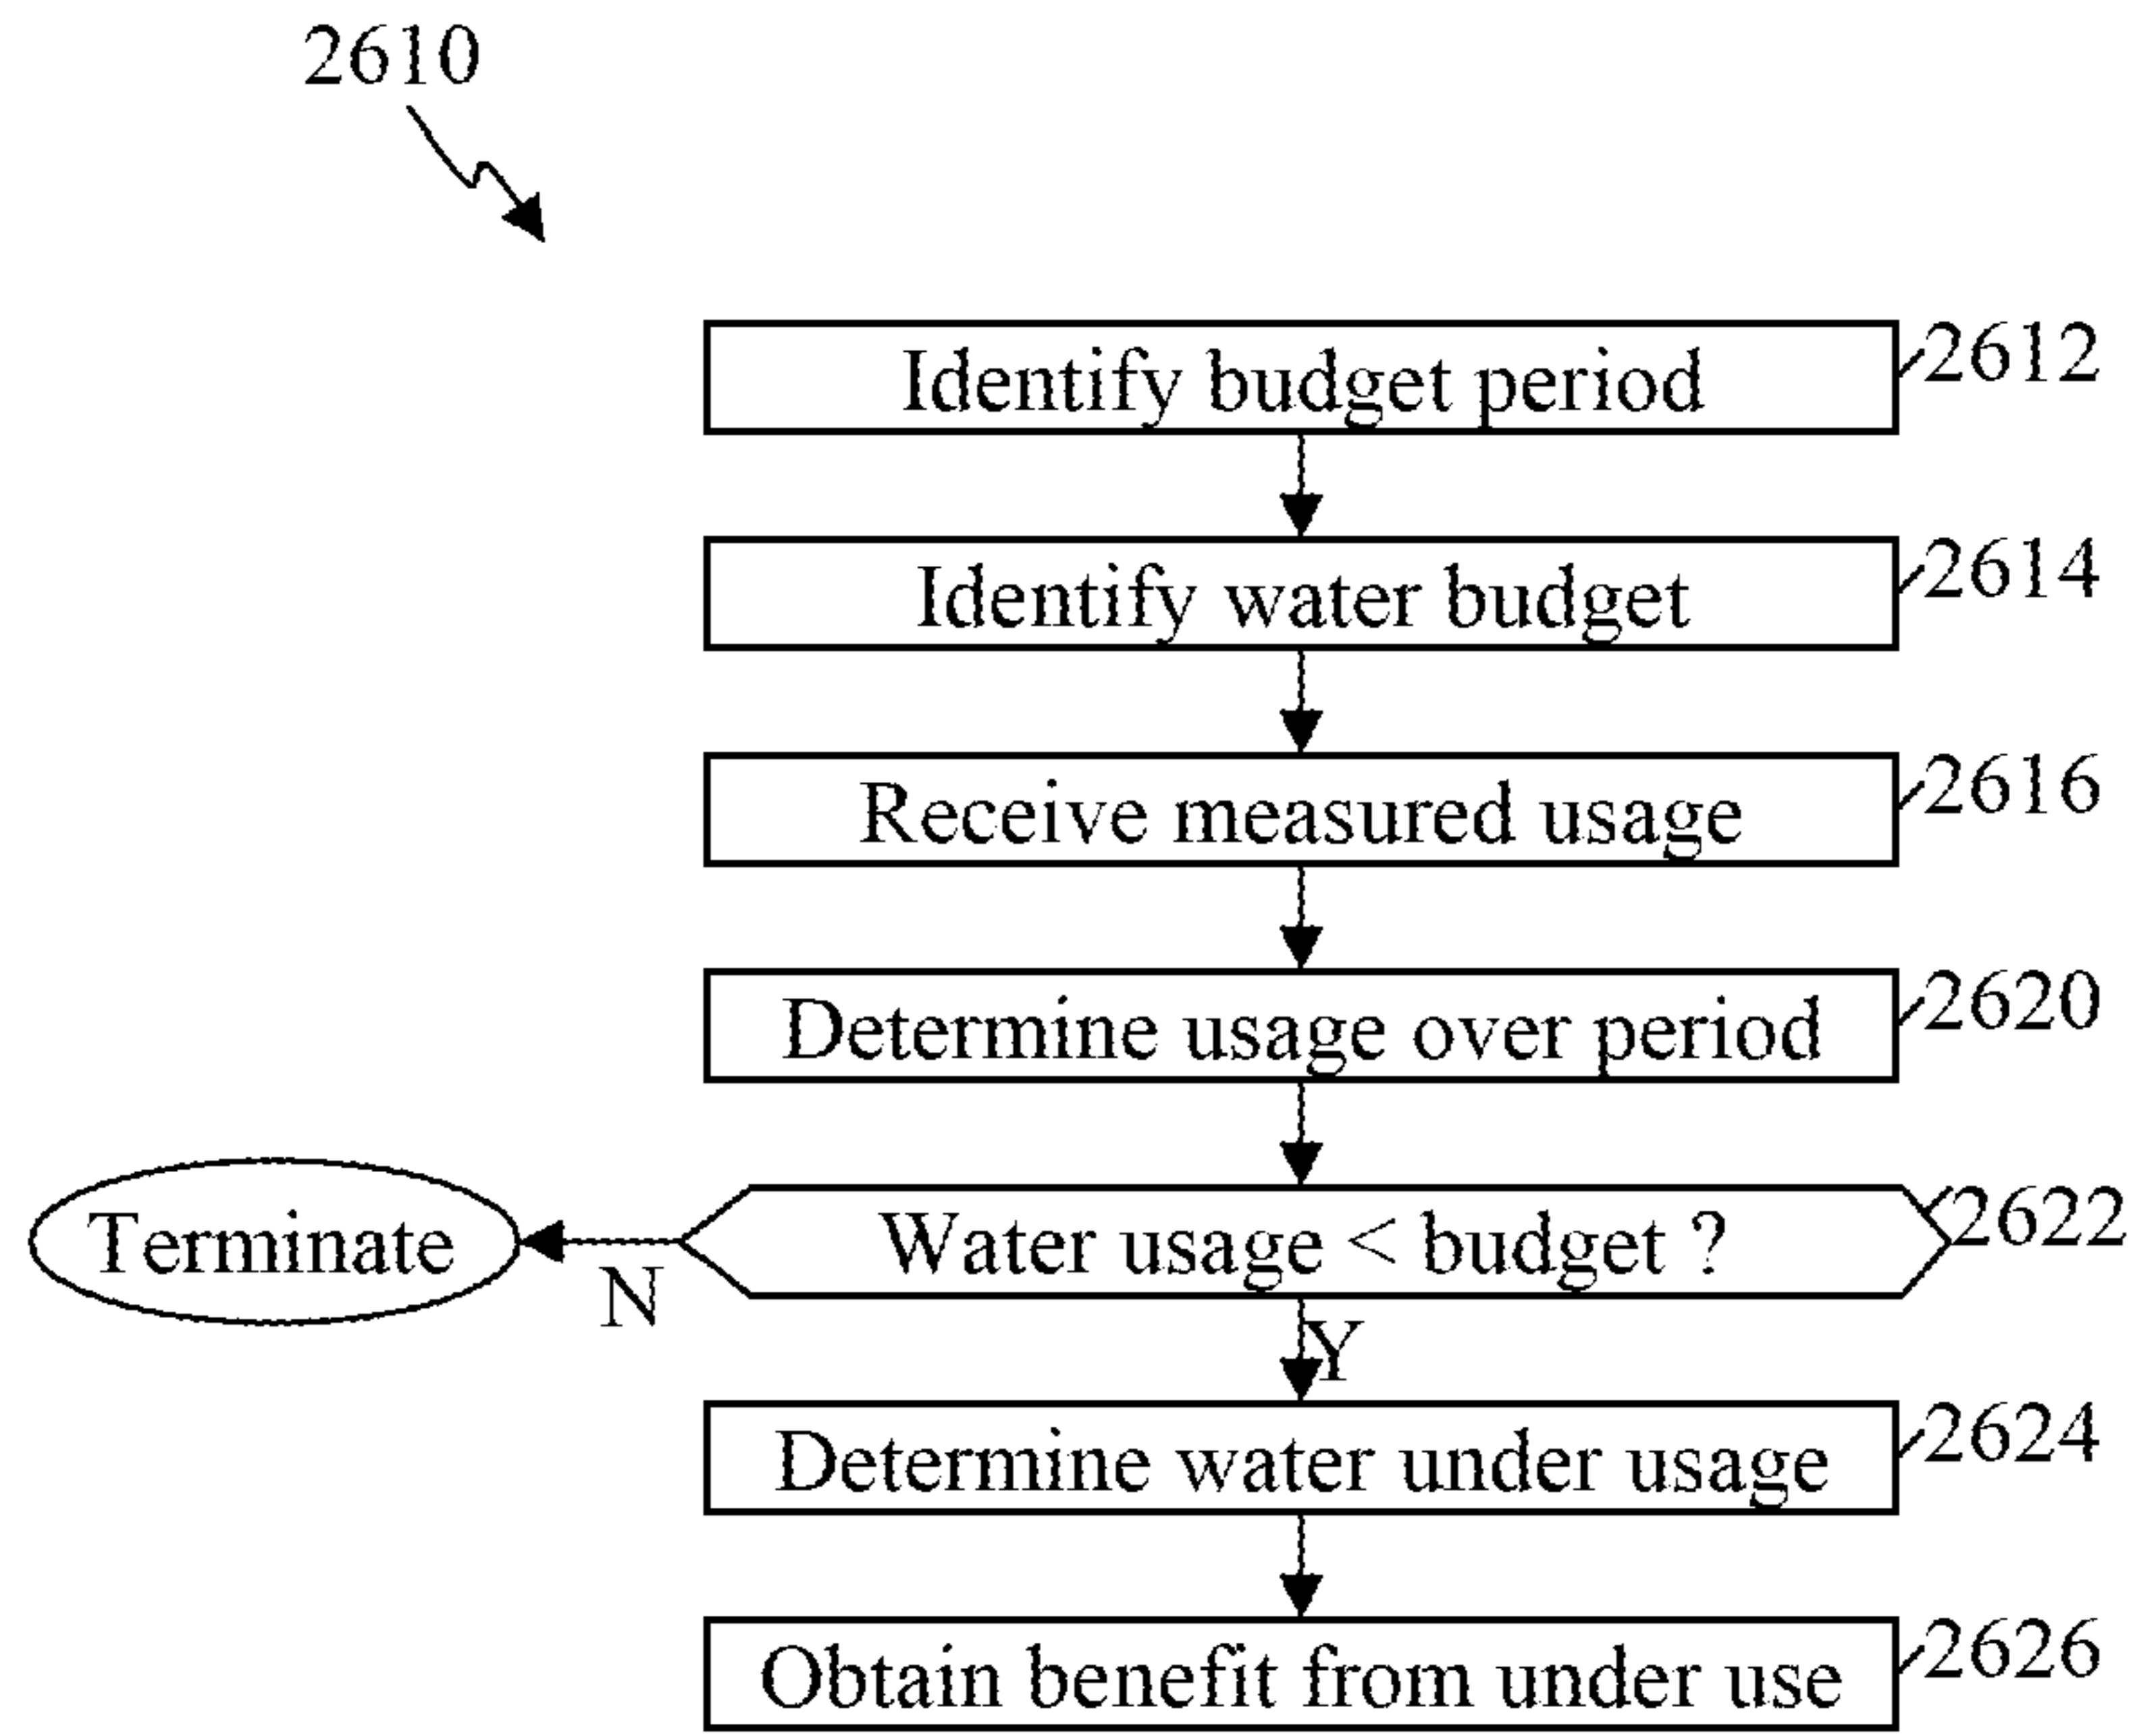 2610
Identify budget period 2612
Identify water budget 2614
Receive measured usage 2616
Determine usage over period 2620
Terminate N Water usage < budget ? 2622
Y
Determine water under usage 2624
Obtain benefit from under use 2626